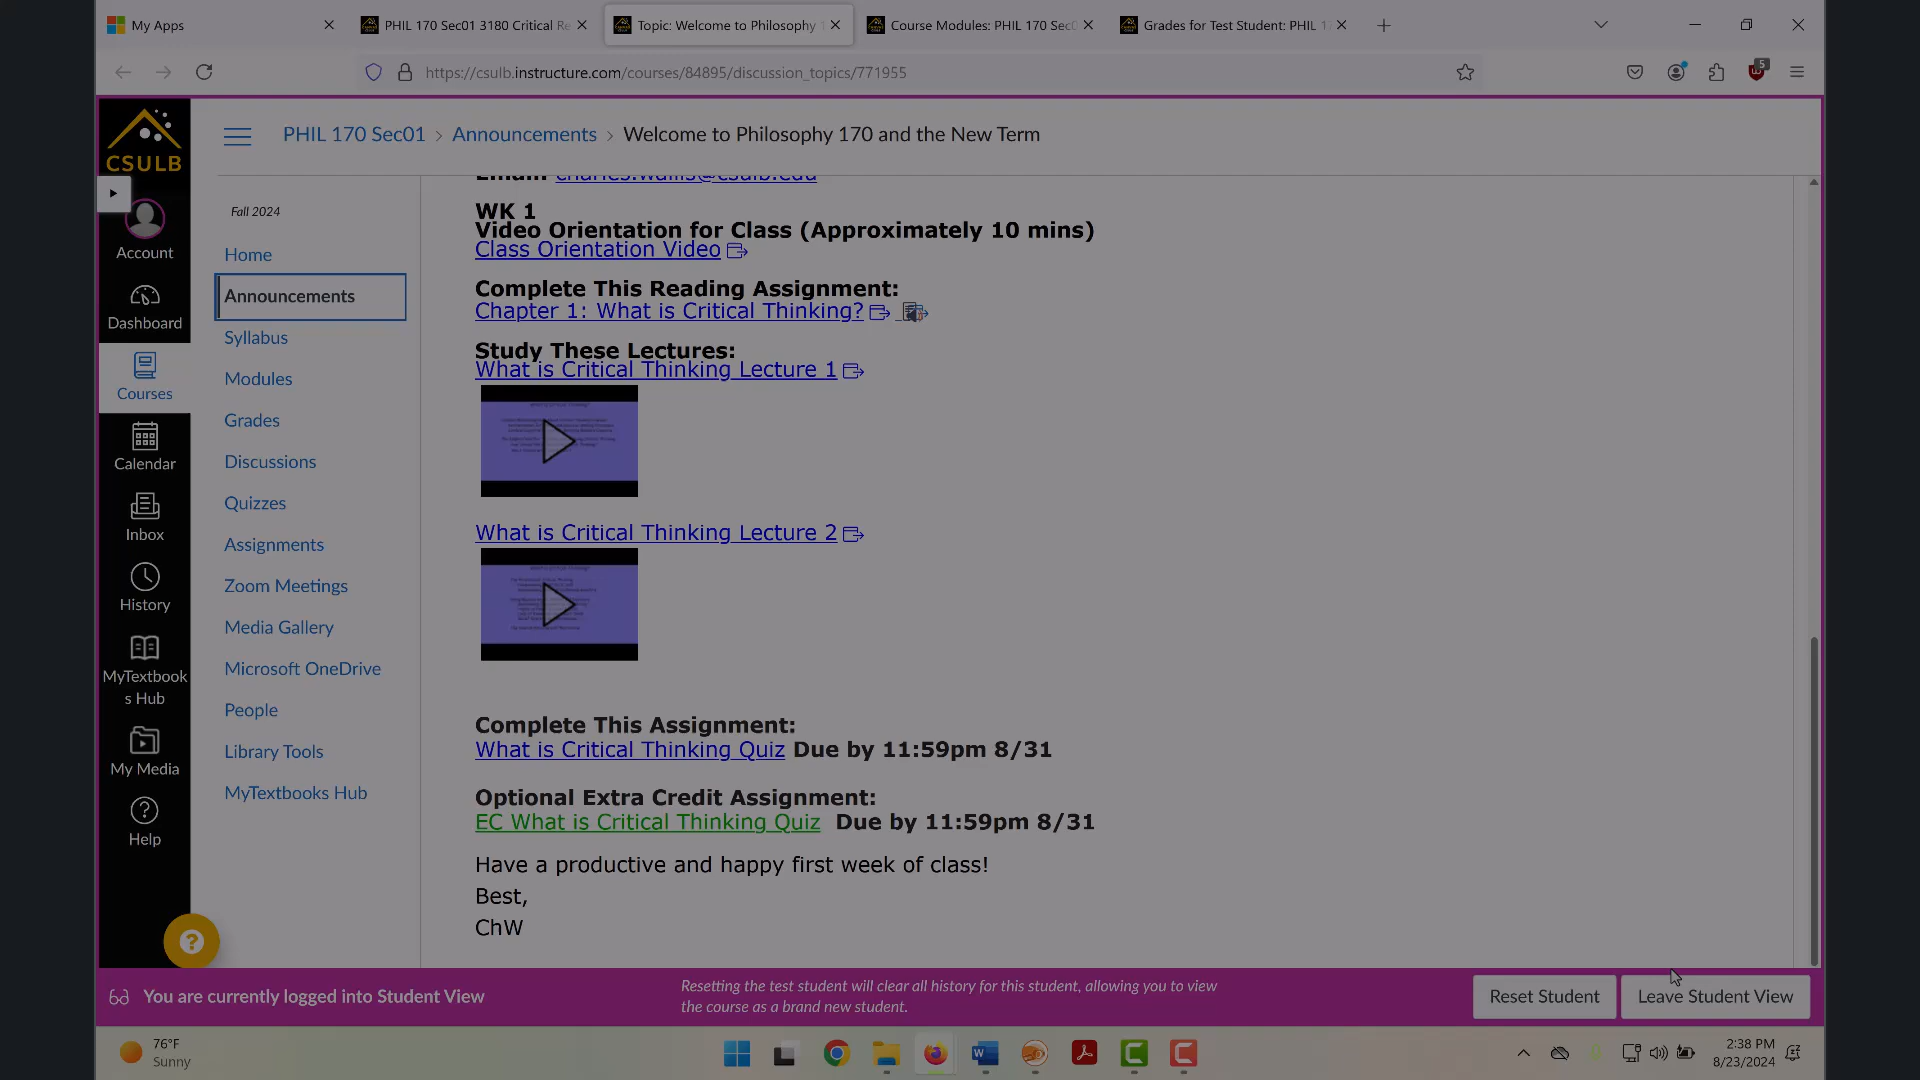 My Apps
PHIL 170 Sec01 3180 Critical Re
Topic: Welcome to Philosophy 1
Course Modules: PHIL 170 Sec0
Grades for Test Student: PHIL 17
https://csulb.instructure.com/courses/84895/discussion_topics/771955
5
CSULB
PHIL 170 Sec01 › Announcements › Welcome to Philosophy 170 and the New Term
Account
Dashboard
Courses
Calendar
Inbox
History
MyTextbook
s Hub
My Media
Help
Fall 2024
Home
Announcements
Syllabus
Modules
Grades
Discussions
Quizzes
Assignments
Zoom Meetings
Media Gallery
Microsoft OneDrive
People
Library Tools
MyTextbooks Hub
Email: charles.wallis@csulb.edu
WK 1
Video Orientation for Class (Approximately 10 mins)
Class Orientation Video
Complete This Reading Assignment:
Chapter 1: What is Critical Thinking?
Study These Lectures:
What is Critical Thinking Lecture 1
What is Critical Thinking Lecture 2
Complete This Assignment:
What is Critical Thinking Quiz Due by 11:59pm 8/31
Optional Extra Credit Assignment:
EC What is Critical Thinking Quiz Due by 11:59pm 8/31
Have a productive and happy first week of class!
Best,
ChW
You are currently logged into Student View
Resetting the test student will clear all history for this student, allowing you to view
the course as a brand new student.
Reset Student
Leave Student View
76°F
Sunny
2:38 PM
8/23/2024